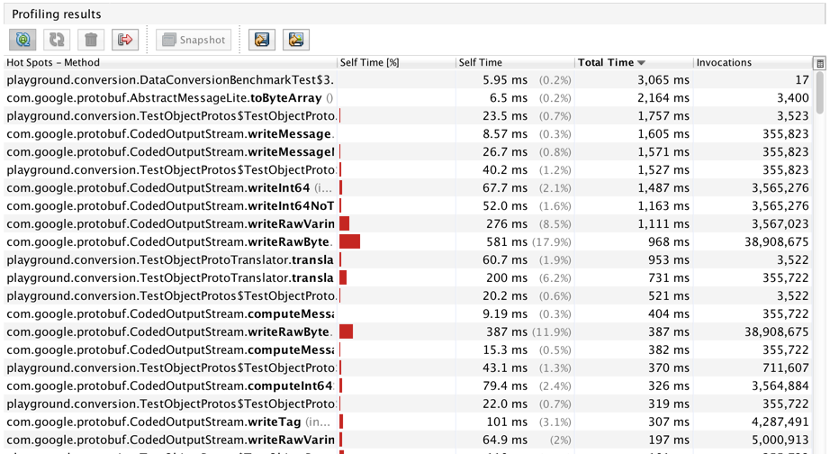 Profiling results
Snapshot
Hot Spots - Method Self Time [%] Self Time Total Time Invocations
playground.conversion.DataConversionBenchmarkTest$3. 5.95 ms (0.2%) 3,065 ms 17
com.google.protobuf.AbstractMessageLite.toByteArray () 6.5 ms (0.2%) 2,164 ms 3,400
playground.conversion.TestObjectProtos$TestObjectProto. 23.5 ms (0.7%) 1,757 ms 3,523
com.google.protobuf.CodedOutputStream.writeMessage. 8.57 ms (0.3%) 1,605 ms 355,823
com.google.protobuf.CodedOutputStream.writeMessageI 26.7 ms (0.8%) 1,571 ms 355,823
playground.conversion.TestObjectProtos$TestObjectProto. 40.2 ms (1.2%) 1,527 ms 355,823
com.google.protobuf.CodedOutputStream.writeInt64 (i... 67.7 ms (2.1%) 1,487 ms 3,565,276
com.google.protobuf.CodedOutputStream.writeInt64NoT 52.0 ms (1.6%) 1,163 ms 3,565,276
com.google.protobuf.CodedOutputStream.writeRawVarin 276 ms (8.5%) 1,111 ms 3,567,023
com.google.protobuf.CodedOutputStream.writeRawByte. 581 ms (17.9%) 968 ms 38,908,675
playground.conversion.TestObjectProtoTranslator.transla 60.7 ms (1.9%) 953 ms 3,522
playground.conversion.TestObjectProtoTranslator.transla 200 ms (6.2%) 731 ms 355,722
playground.conversion.TestObjectProtos$TestObjectProto. 20.2 ms (0.6%) 521 ms 3,522
com.google.protobuf.CodedOutputStream.computeMessa 9.19 ms (0.3%) 404 ms 355,722
com.google.protobuf.CodedOutputStream.writeRawByte. 387 ms (11.9%) 387 ms 38,908,675
com.google.protobuf.CodedOutputStream.computeMessa 15.3 ms (0.5%) 382 ms 355,722
playground.conversion.TestObjectProtos$TestObjectProto. 43.1 ms (1.3%) 370 ms 711,607
com.google.protobuf.CodedOutputStream.computeInt64 79.4 ms (2.4%) 326 ms 3,564,884
playground.conversion.TestObjectProtos$TestObjectProto. 22.0 ms (0.7%) 319 ms 355,722
com.google.protobuf.CodedOutputStream.writeTag (in... 101 ms (3.1%) 307 ms 4,287,491
com.google.protobuf.CodedOutputStream.writeRawVarin 64.9 ms (2%) 197 ms 5,000,913